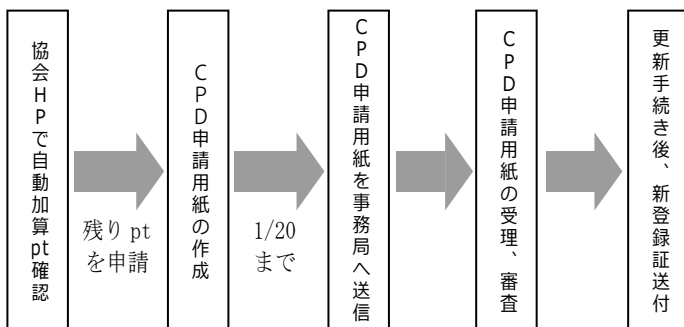 協会HPで自動加算pt確認
残り pt
を申請
CPD申請用紙の作成
1/20
まで
CPD申請用紙を事務局へ送信
CPD申請用紙の受理、審査
更新手続き後、新登録証送付